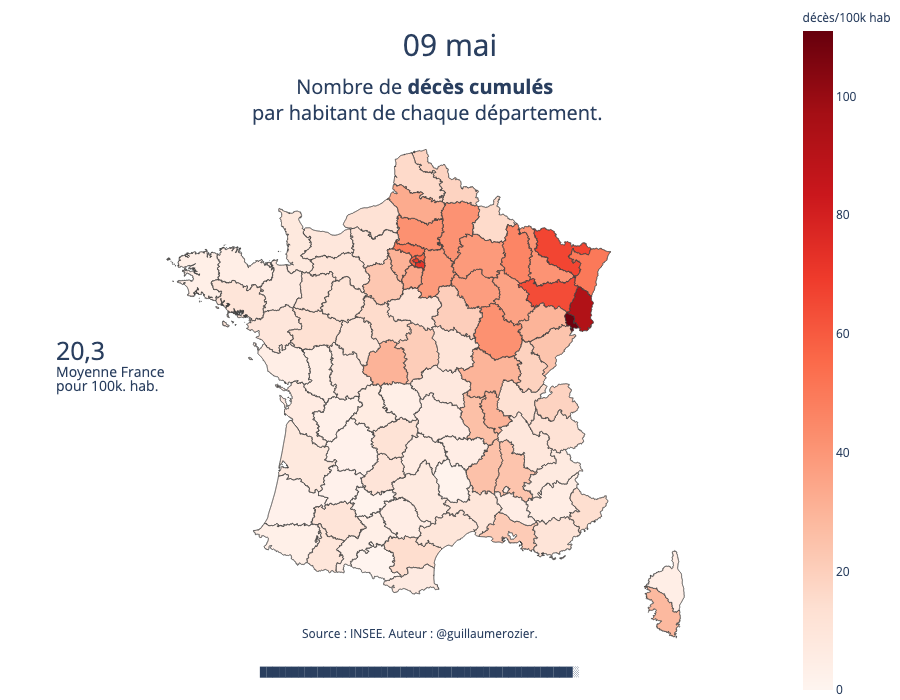 décès/100k hab
09 mai
Nombre de décès cumulés
par habitant de chaque département.
100
80
60
40
20
0
20,3
Moyenne France
pour 100k. hab.
Source : INSEE. Auteur : @guillaumerozier.